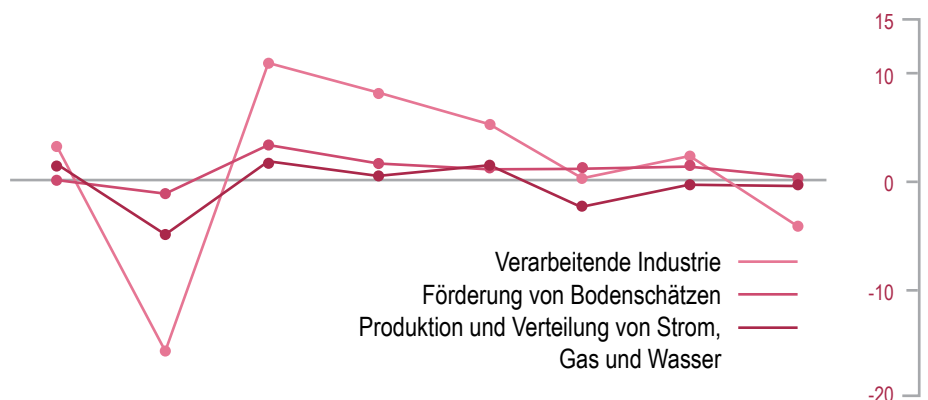 15
10
0
-10
-20
Verarbeitende Industrie
Förderung von Bodenschätzen
Produktion und Verteilung von Strom,
Gas und Wasser